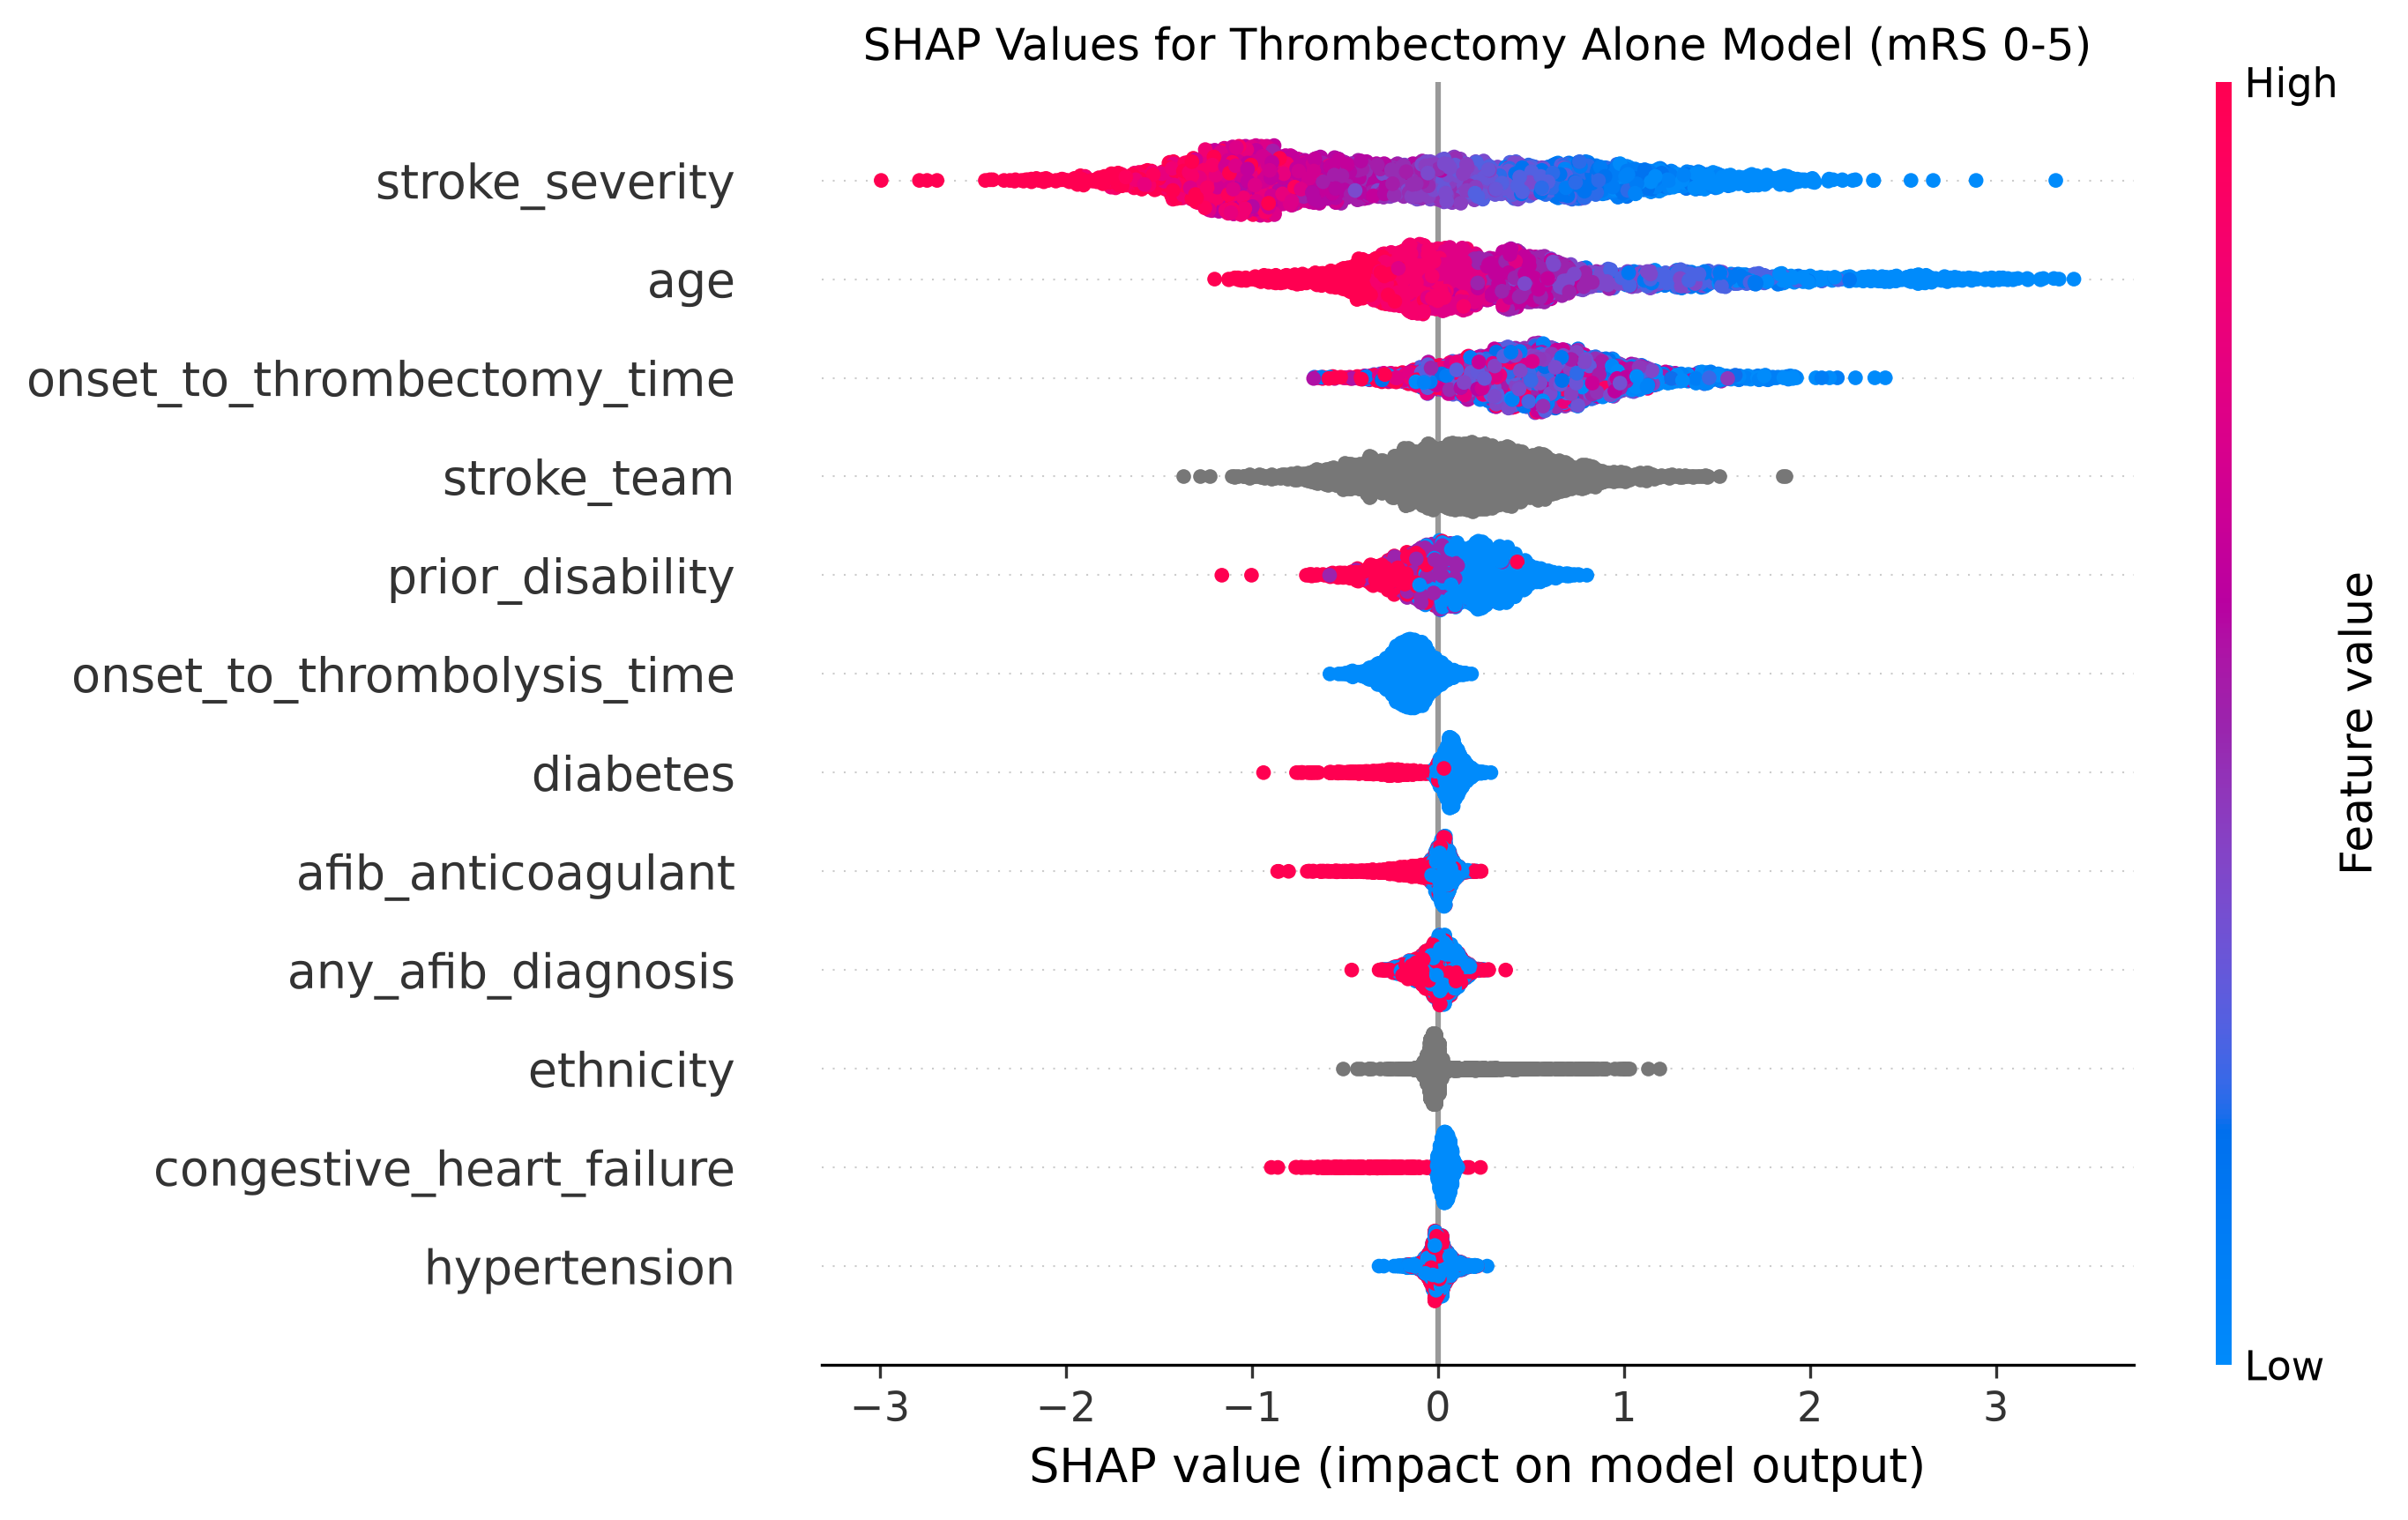 SHAP Values for Thrombectomy Alone Model (mRS 0-5)
High
stroke_severity
age
onset_to_thrombectomy_time
stroke_team
prior_disability
onset_to_thrombolysis_time
diabetes
afib_anticoagulant
any_afib_diagnosis
ethnicity
congestive_heart_failure
hypertension
Feature value
Low
−3 −2 −1 0 1 2 3
SHAP value (impact on model output)